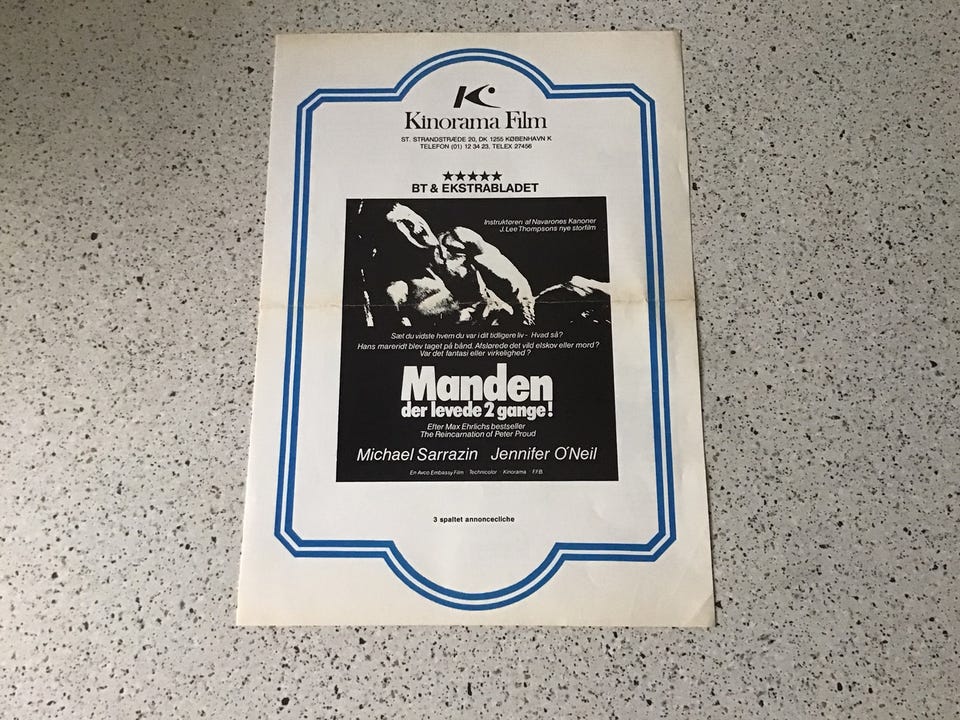 K
Kinorama Film
ST. STRANDSTRÆDE 20, DK 1255 KØBENHAVN K
TELEFON (01) 12 34 23, TELEX 27456
★★★★★
BT & EKSTRABLADET
Instruktøren af Navarones Kanoner
J. Lee Thompsons nye storfilm
Sæt du vidste hvem du var i dit tidligere liv - Hvad så?
Hans mareridt blev taget på bånd. Afslørede det vild elskov eller mord?
Var det fantasi eller virkelighed?
Manden
der levede 2 gange!
Efter Max Ehrlichs bestseller
The Reincarnation of Peter Proud
Michael Sarrazin Jennifer O'Neil
En Avco Embassy Film · Technicolor · Kinorama · F.F.B.
3 spaltet annoncecliche